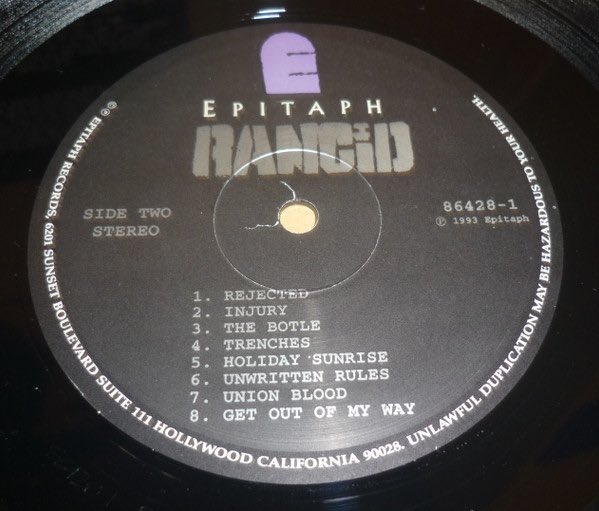 E
EPITAPH
RANCiD
SIDE TWO
STEREO
86428-1
℗ 1993 Epitaph
1. REJECTED
2. INJURY
3. THE BOTLE
4. TRENCHES
5. HOLIDAY SUNRISE
6. UNWRITTEN RULES
7. UNION BLOOD
8. GET OUT OF MY WAY
©℗ EPITAPH RECORDS, 6201 SUNSET BOULEVARD SUITE 111 HOLLYWOOD CALIFORNIA 90028. UNLAWFUL DUPLICATION MAY BE HAZARDOUS TO YOUR HEALTH.